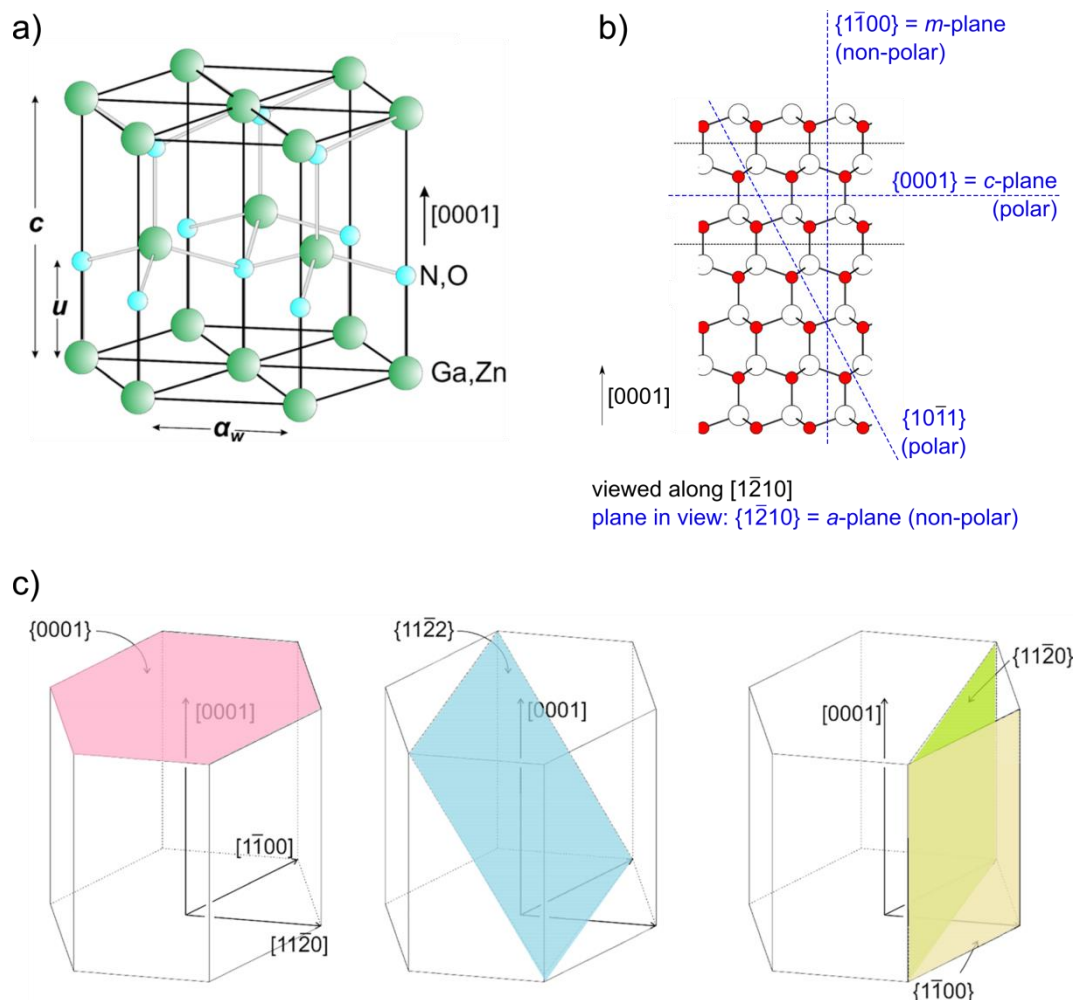 a)
c
u
[0001]
N,O
Ga,Zn
a_w
b)
{11̅00} = m-plane
(non-polar)
{0001} = c-plane
(polar)
[0001]
{101̅1}
(polar)
viewed along [12̅10]
plane in view: {12̅10} = a-plane (non-polar)
c)
{0001}
[0001]
[11̅00]
[112̅0]
{112̅2}
[0001]
{112̅0}
[0001]
{11̅00}